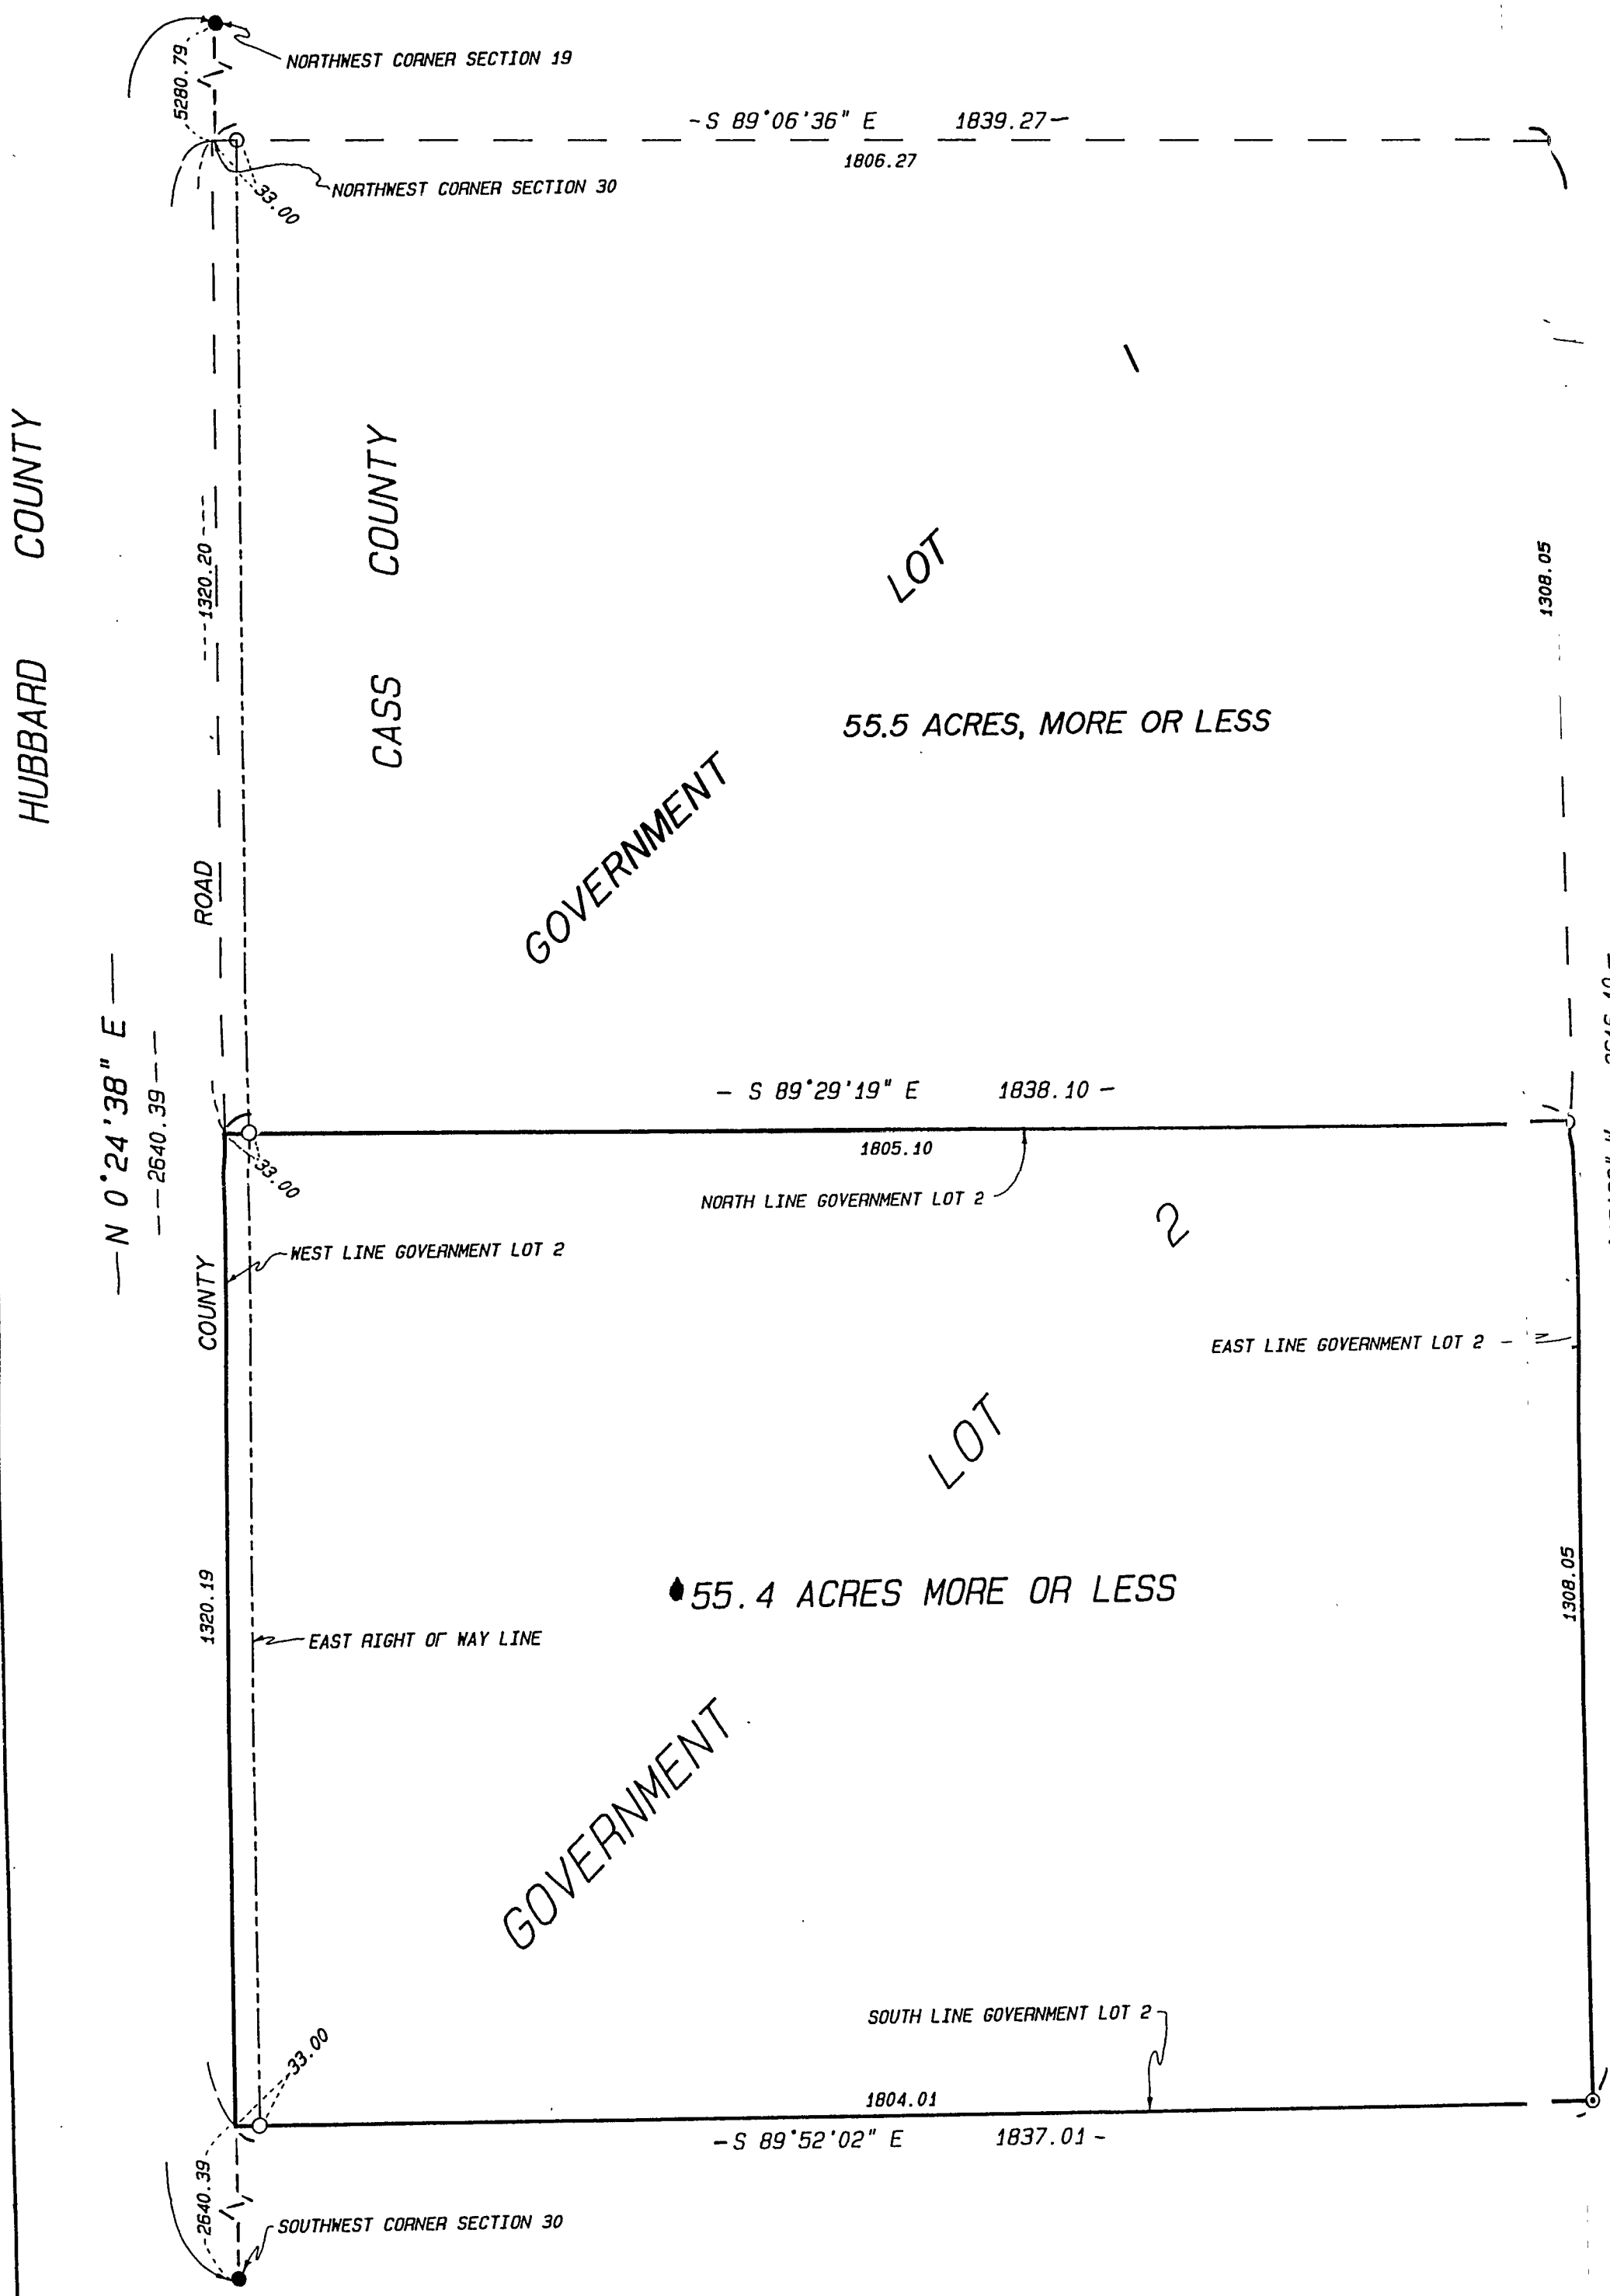 5280.79
NORTHWEST CORNER SECTION 19
-S 89°06'36" E 1839.27-
1806.27
NORTHWEST CORNER SECTION 30
33.00
1
HUBBARD COUNTY
CASS COUNTY
---1320.20---
1308.05
GOVERNMENT LOT
55.5 ACRES, MORE OR LESS
COUNTY ROAD
—N 0°24'38" E—
--2640.39--
- S 89°29'19" E 1838.10 -
1805.10
33.00
NORTH LINE GOVERNMENT LOT 2
2
WEST LINE GOVERNMENT LOT 2
EAST LINE GOVERNMENT LOT 2
GOVERNMENT LOT
55.4 ACRES MORE OR LESS
1320.19
1308.05
EAST RIGHT OF WAY LINE
SOUTH LINE GOVERNMENT LOT 2
33.00
1804.01
-S 89°52'02" E 1837.01-
2640.39
SOUTHWEST CORNER SECTION 30